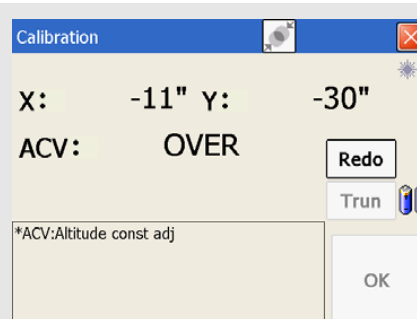 Calibration
X: -11" Y: -30"
ACV: OVER
Redo
Trun
*ACV:Altitude const adj
OK